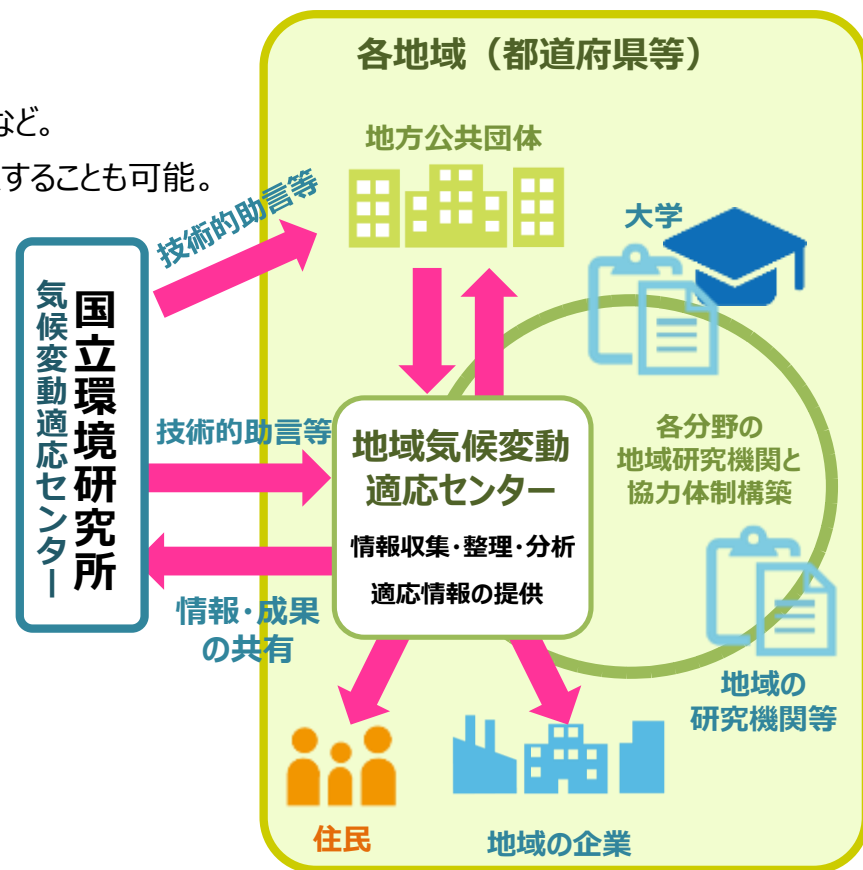 各地域（都道府県等）
など。
することも可能。
地方公共団体
技術的助言等
大学
国立環境研究所
気候変動適応センター
技術的助言等
地域気候変動
適応センター
情報収集・整理・分析
適応情報の提供
各分野の
地域研究機関と
協力体制構築
情報・成果
の共有
地域の
研究機関等
住民
地域の企業